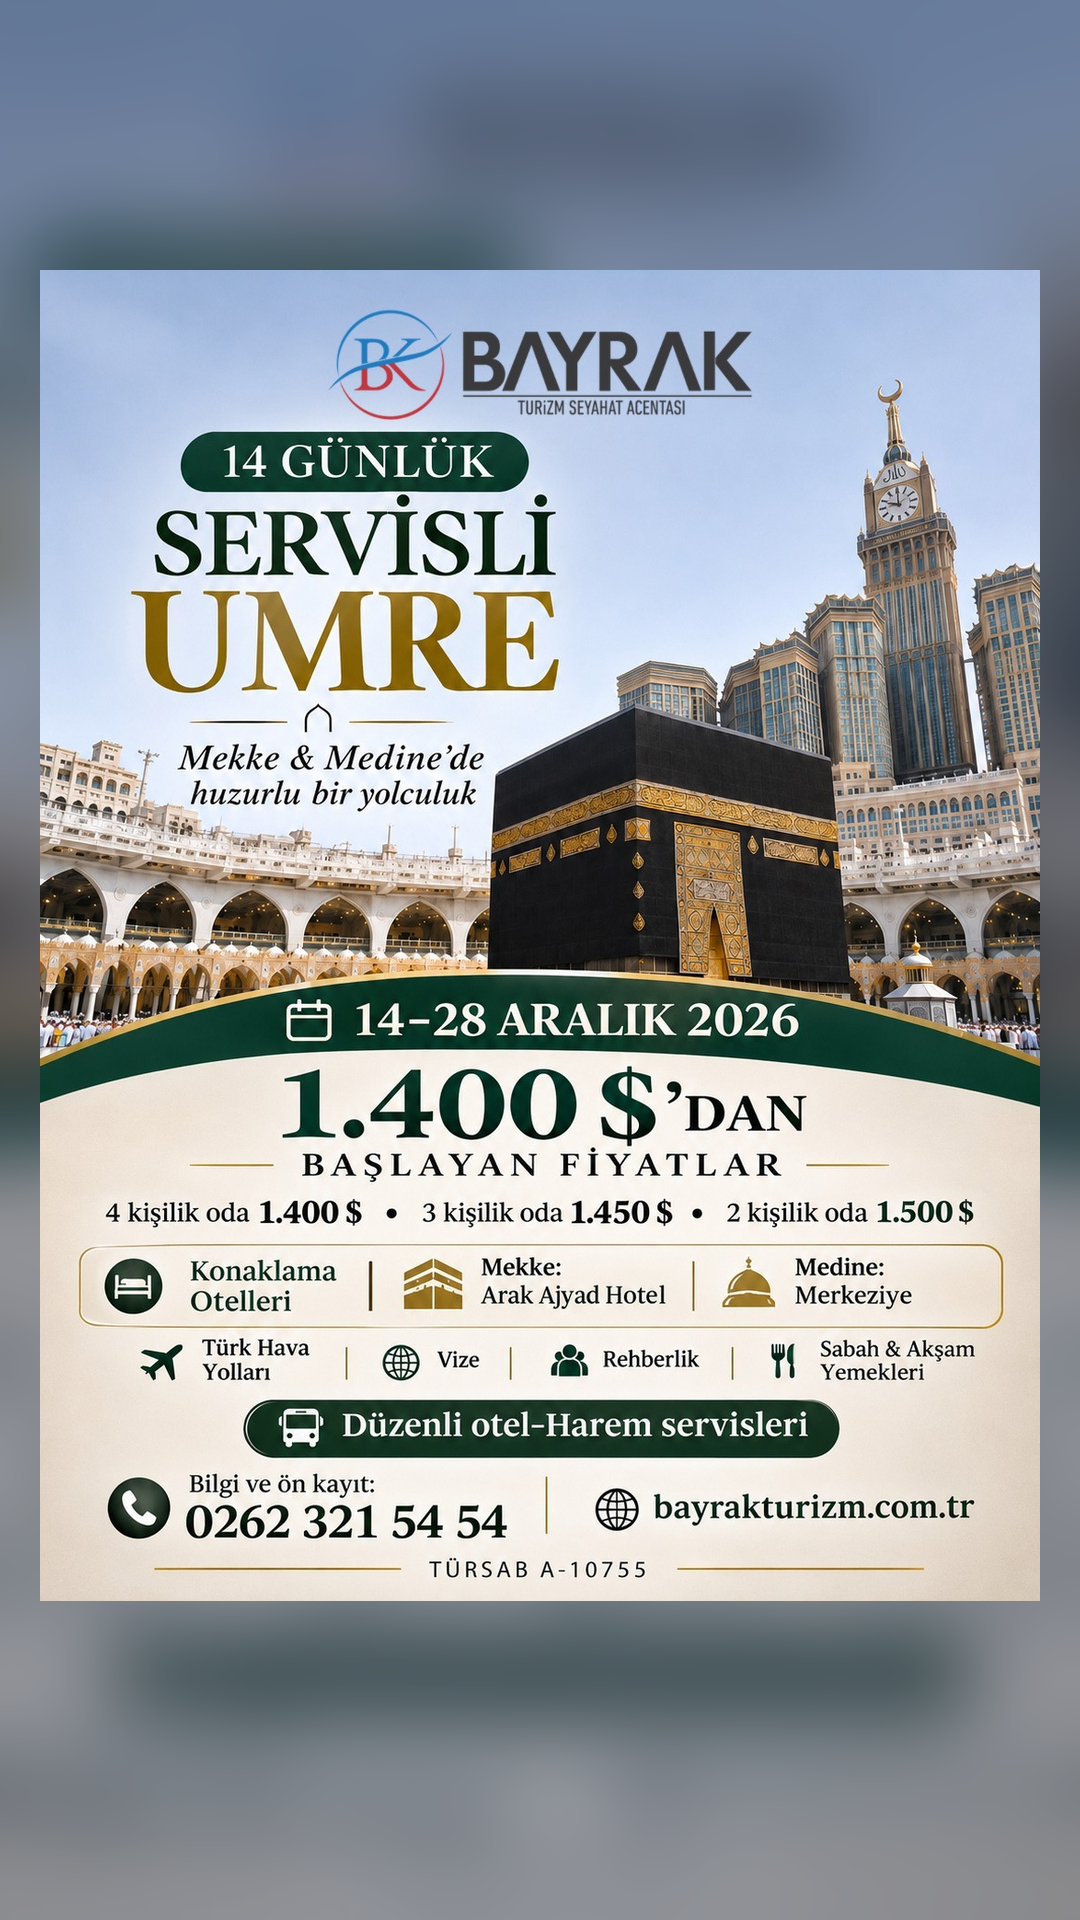 BK BAYRAK
TURİZM SEYAHAT ACENTASI
14 GÜNLÜK
SERVİSLİ
UMRE
Mekke & Medine'de
huzurlu bir yolculuk
14–28 ARALIK 2026
1.400 $'DAN
BAŞLAYAN FİYATLAR
4 kişilik oda 1.400 $ • 3 kişilik oda 1.450 $ • 2 kişilik oda 1.500 $
Konaklama
Otelleri
Mekke:
Arak Ajyad Hotel
Medine:
Merkeziye
Türk Hava
Yolları
Vize
Rehberlik
Sabah & Akşam
Yemekleri
Düzenli otel-Harem servisleri
Bilgi ve ön kayıt:
0262 321 54 54
bayrakturizm.com.tr
TÜRSAB A-10755